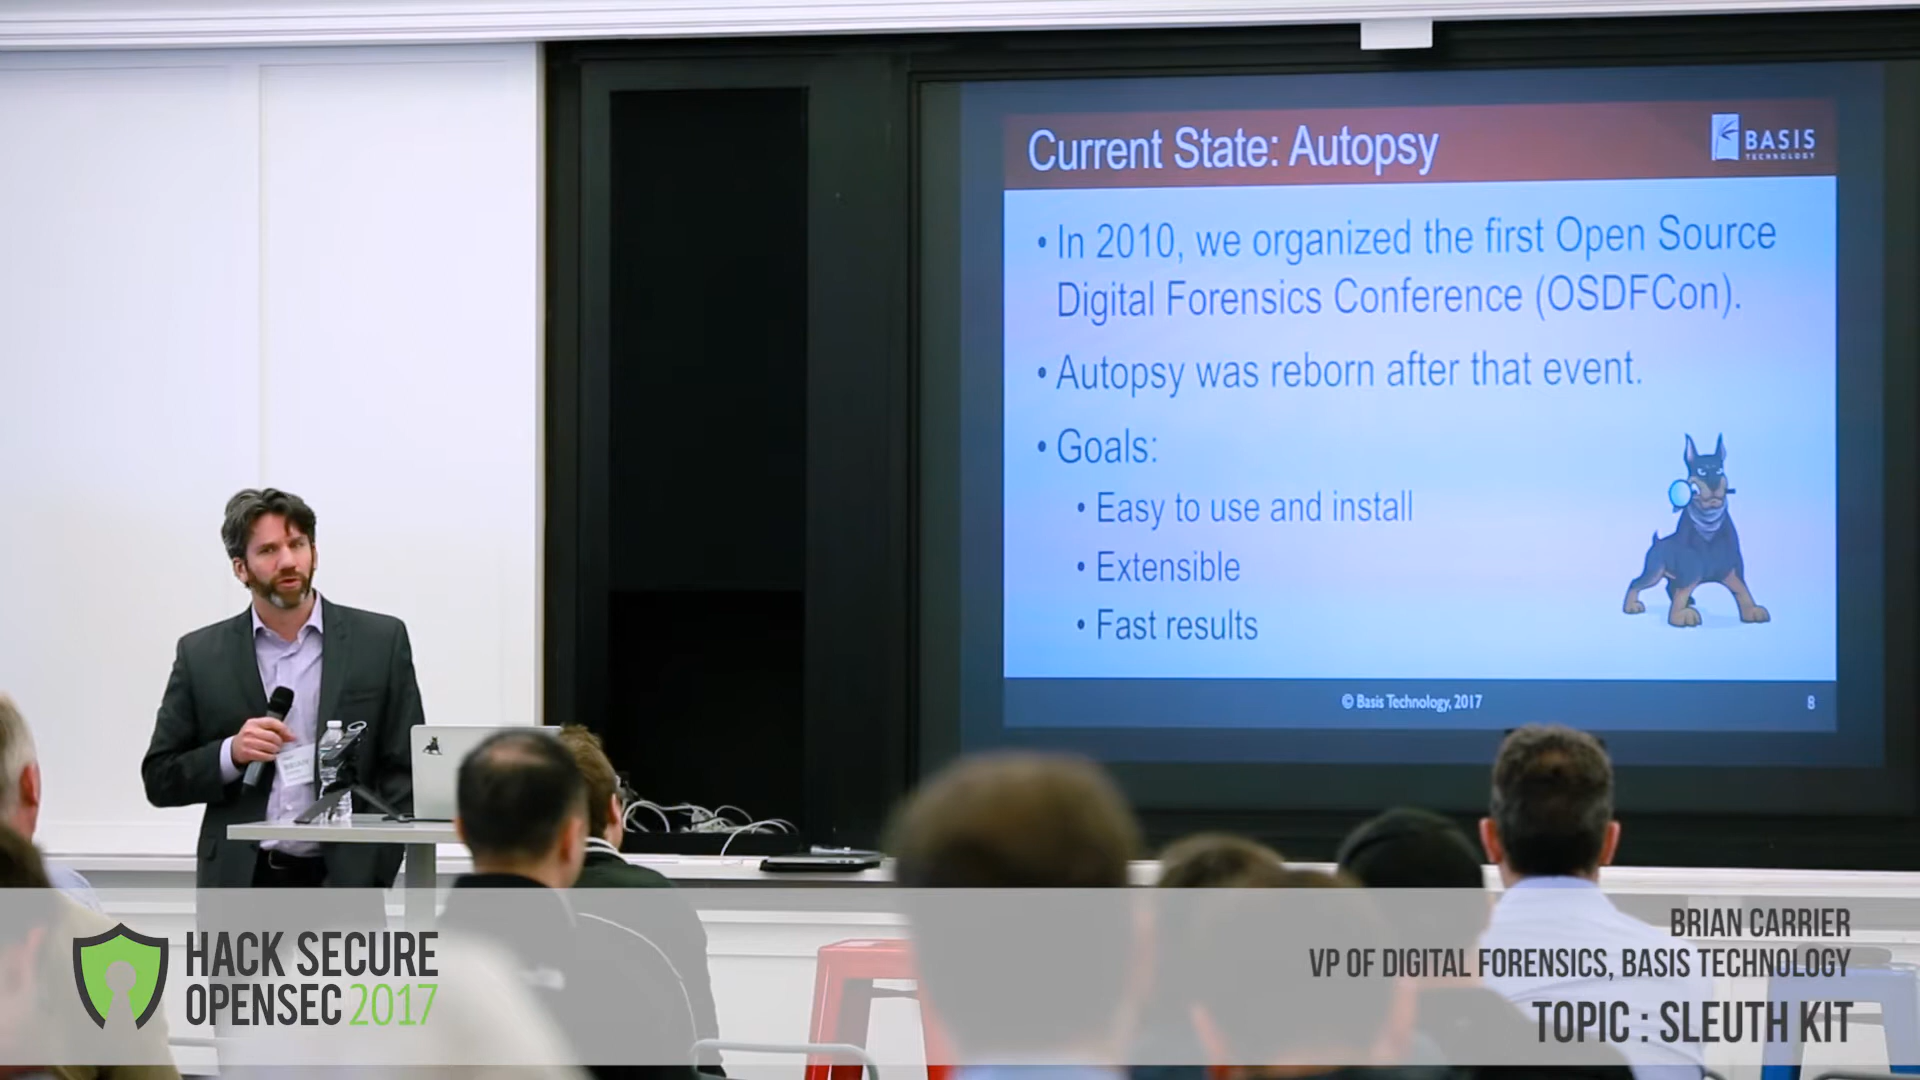 Current State: Autopsy
BASIS
TECHNOLOGY
• In 2010, we organized the first Open Source
Digital Forensics Conference (OSDFCon).
• Autopsy was reborn after that event.
• Goals:
• Easy to use and install
• Extensible
• Fast results
© Basis Technology, 2017
8
BRIAN
HACK SECURE
OPENSEC 2017
BRIAN CARRIER
VP OF DIGITAL FORENSICS, BASIS TECHNOLOGY
TOPIC : SLEUTH KIT